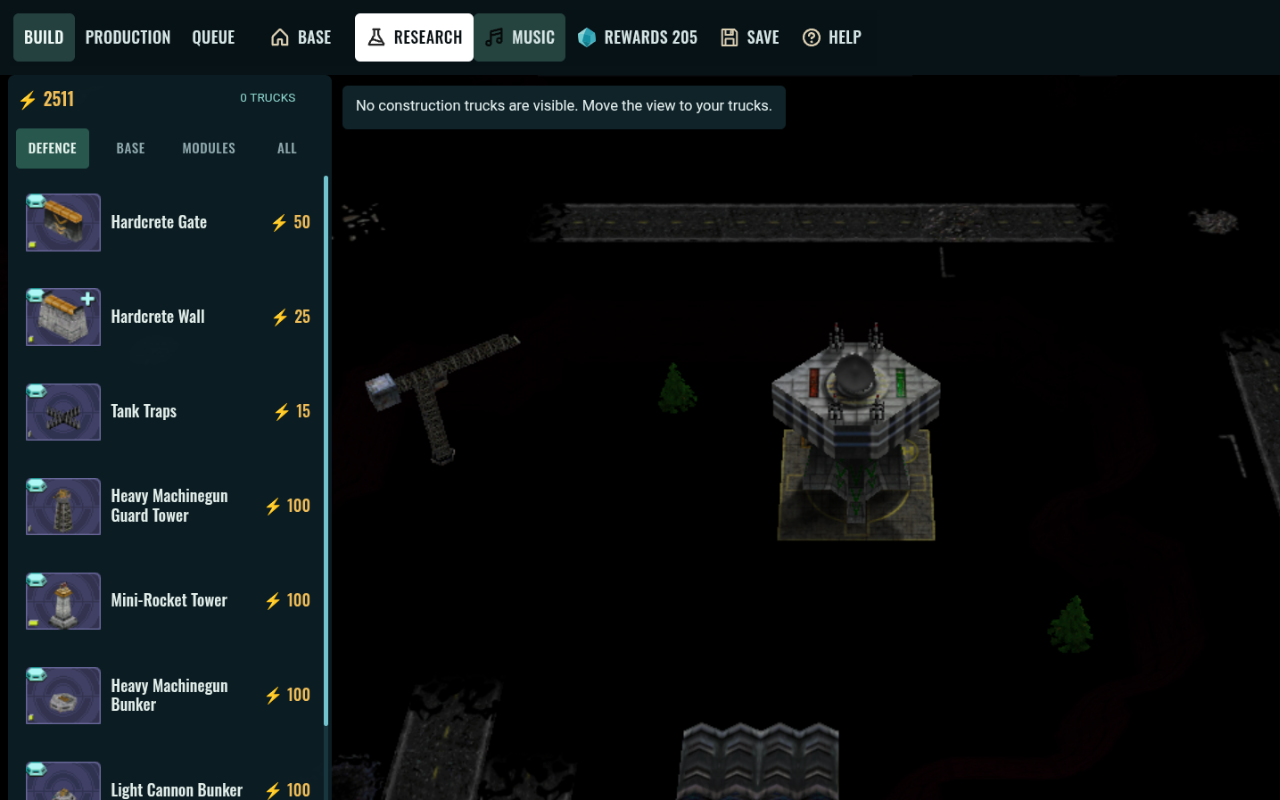 BUILD PRODUCTION QUEUE BASE RESEARCH MUSIC REWARDS 205 SAVE HELP
2511 0 TRUCKS
No construction trucks are visible. Move the view to your trucks.
DEFENCE BASE MODULES ALL
Hardcrete Gate 50
Hardcrete Wall 25
Tank Traps 15
Heavy Machinegun
Guard Tower 100
Mini-Rocket Tower 100
Heavy Machinegun
Bunker 100
Light Cannon Bunker 100